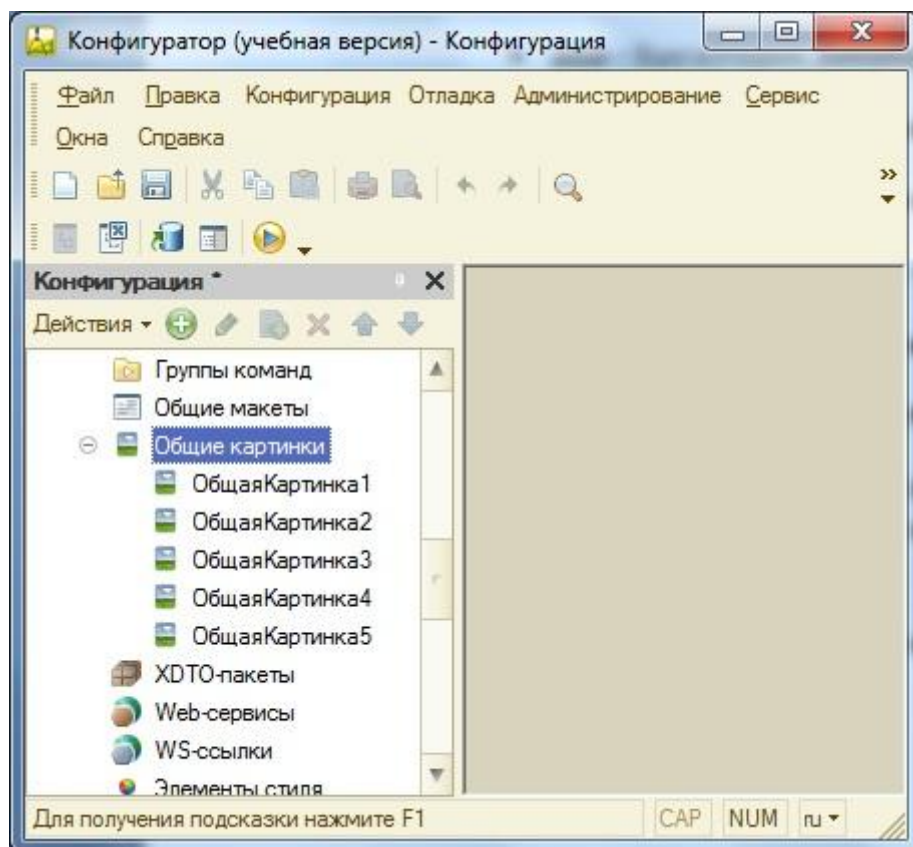 Конфигуратор (учебная версия) - Конфигурация
Файл Правка Конфигурация Отладка Администрирование Сервис
Окна Справка
Конфигурация *
Действия
Группы команд
Общие макеты
Общие картинки
ОбщаяКартинка1
ОбщаяКартинка2
ОбщаяКартинка3
ОбщаяКартинка4
ОбщаяКартинка5
XDTO-пакеты
Web-сервисы
WS-ссылки
Элементы стиля
Для получения подсказки нажмите F1 CAP NUM ru